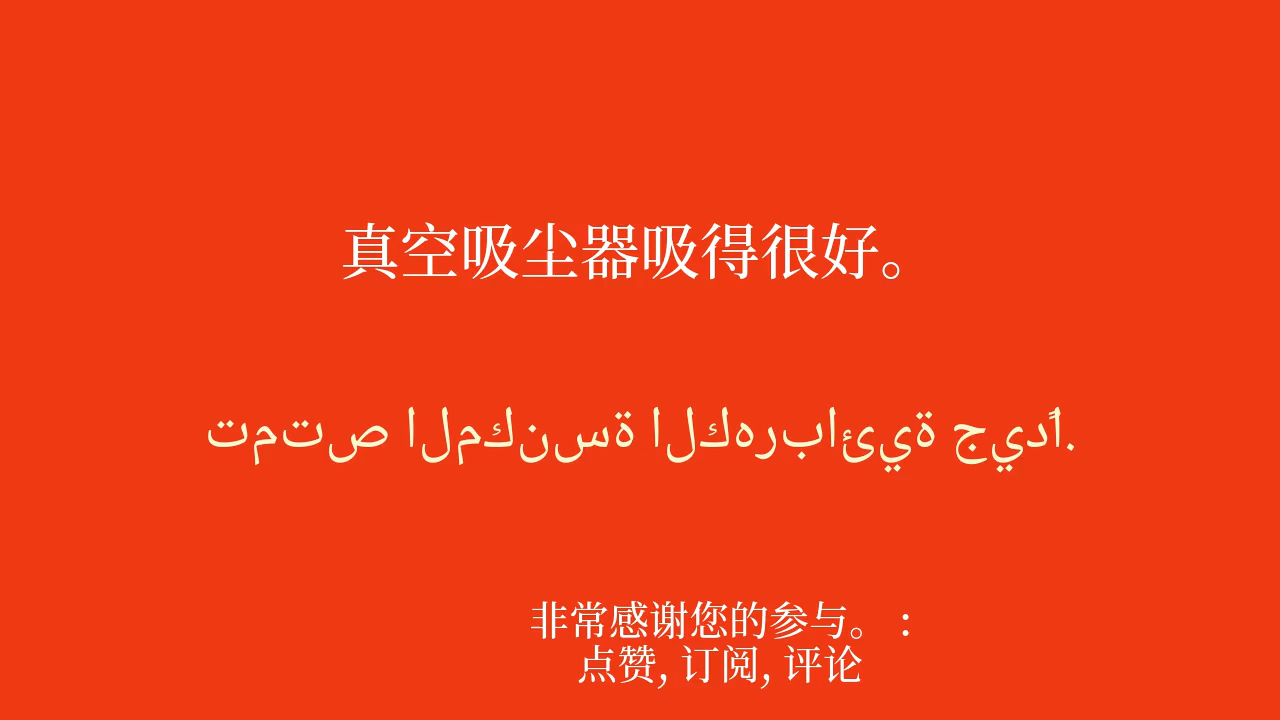 真空吸尘器吸得很好。
تمتص المكنسة الكهربائية جيداً.
非常感谢您的参与。 :
点赞, 订阅, 评论